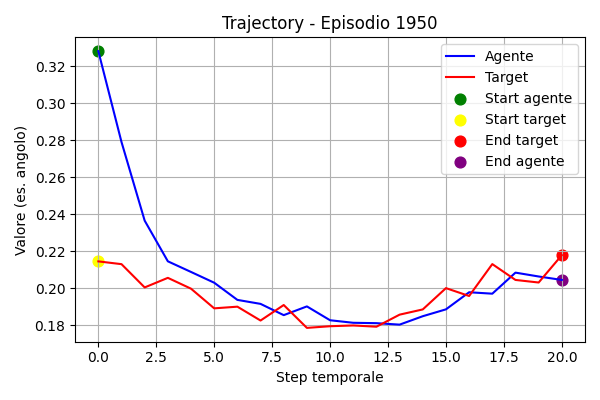 Trajectory - Episodio 1950
Valore (es. angolo)
0.32
0.30
0.28
0.26
0.24
0.22
0.20
0.18
Agente
Target
Start agente
Start target
End target
End agente
0.0 2.5 5.0 7.5 10.0 12.5 15.0 17.5 20.0
Step temporale